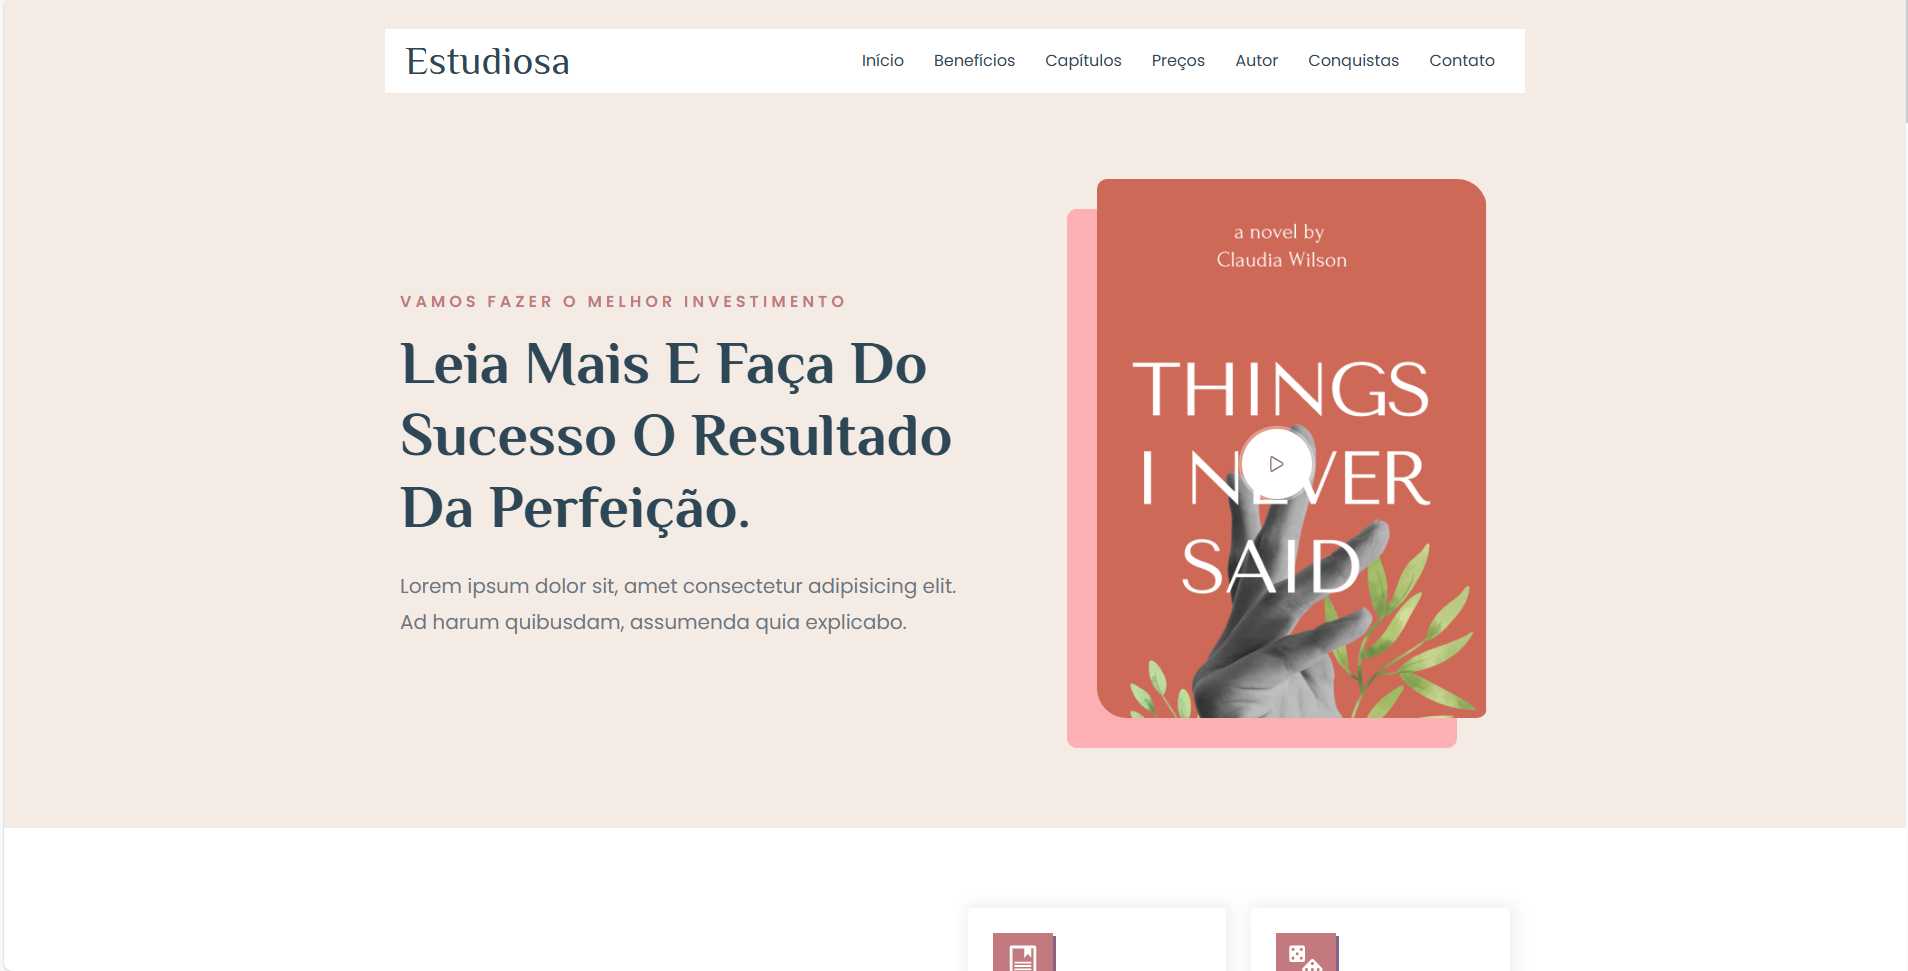 Estudiosa
Início Benefícios Capítulos Preços Autor Conquistas Contato
VAMOS FAZER O MELHOR INVESTIMENTO
Leia Mais E Faça Do
Sucesso O Resultado
Da Perfeição.
Lorem ipsum dolor sit, amet consectetur adipisicing elit.
Ad harum quibusdam, assumenda quia explicabo.
a novel by
Claudia Wilson
THINGS
I NEVER
SAID